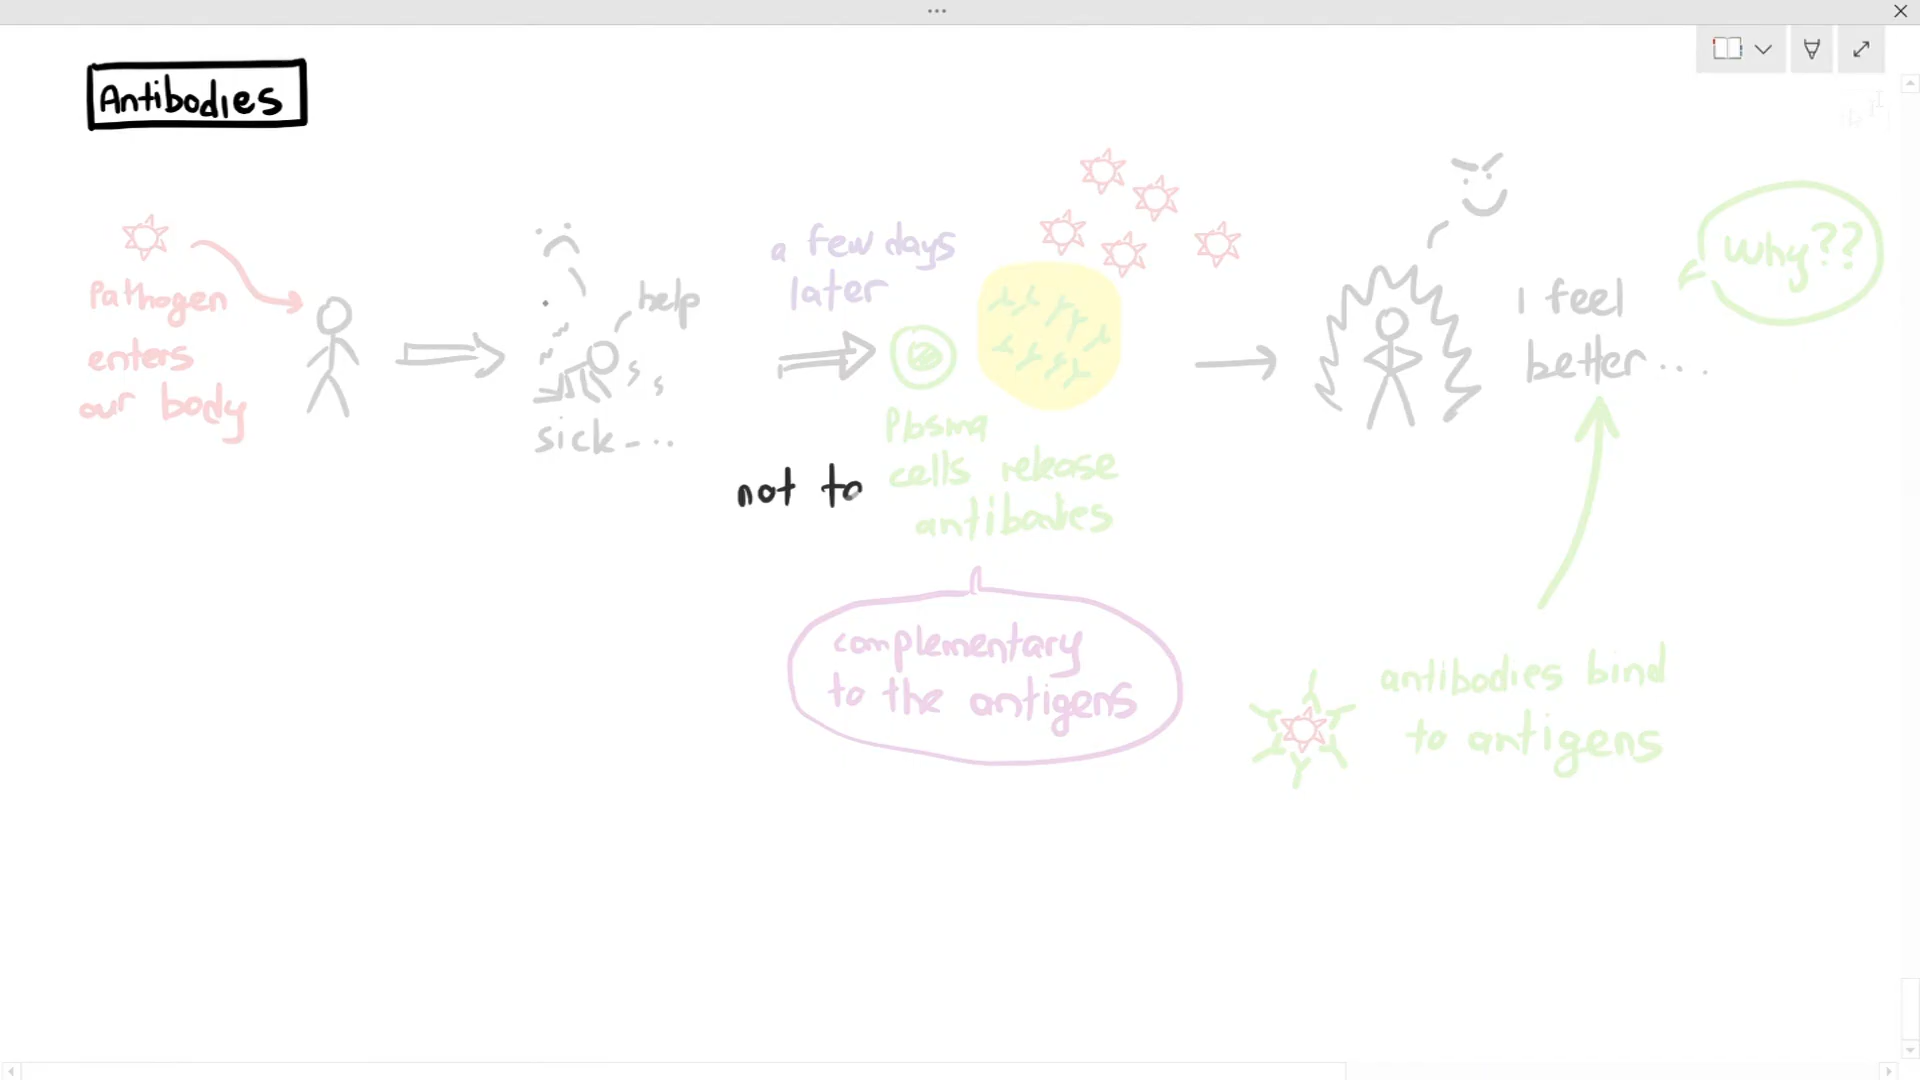 Antibodies
Pathogen
enters
our body
help
sick-...
a few days
later
Plasma
cells release
antibodies
not to
complementary
to the antigens
I feel
better...
Why??
antibodies bind
to antigens